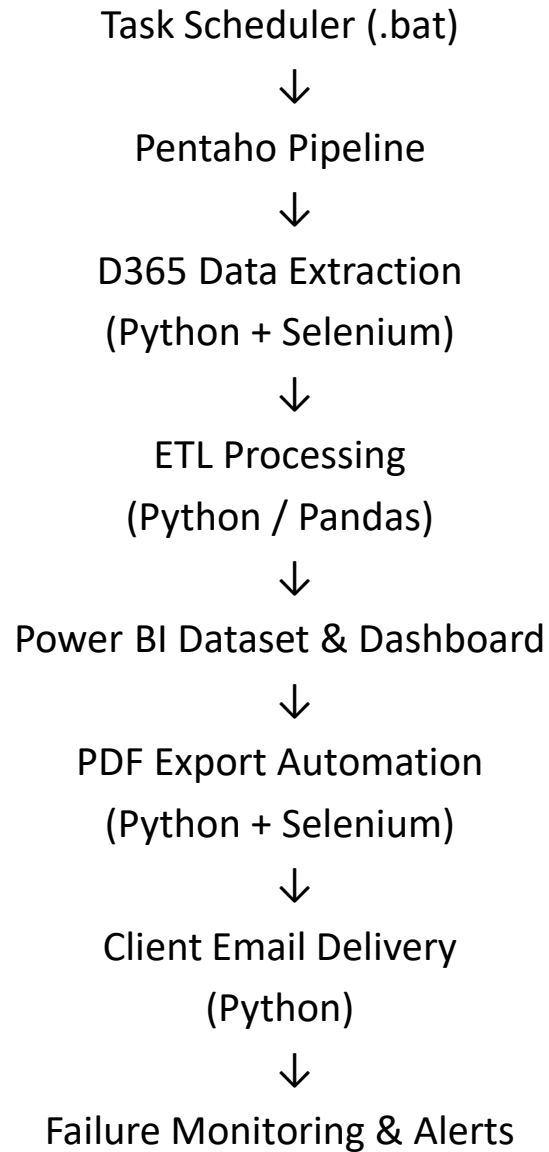 Task Scheduler (.bat)
↓
Pentaho Pipeline
↓
D365 Data Extraction
(Python + Selenium)
↓
ETL Processing
(Python / Pandas)
↓
Power BI Dataset & Dashboard
↓
PDF Export Automation
(Python + Selenium)
↓
Client Email Delivery
(Python)
↓
Failure Monitoring & Alerts